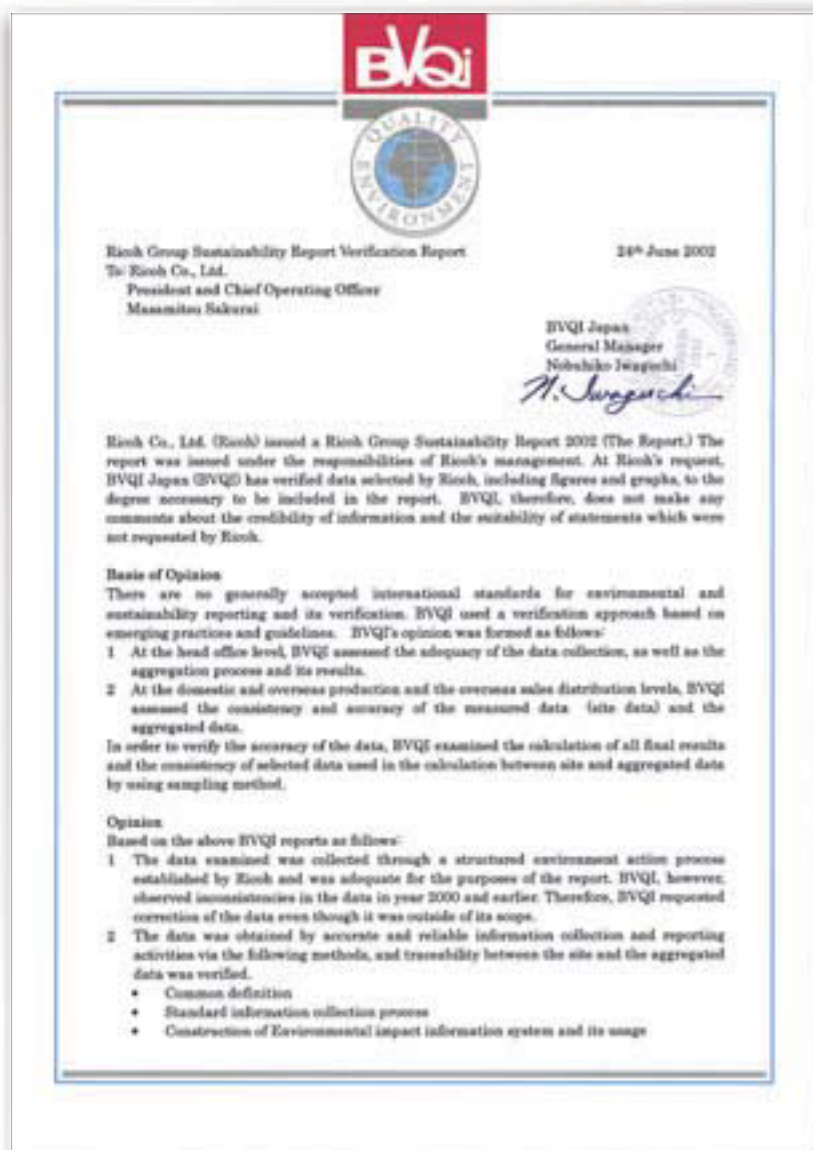 BVQi
QUALITY
ENVIRONMENT
Ricoh Group Sustainability Report Verification Report 24th June 2002
To: Ricoh Co., Ltd.
President and Chief Operating Officer
Masamitsu Sakurai
BVQI Japan
General Manager
Nobuhiko Iwaguchi
N. Iwaguchi
Ricoh Co., Ltd. (Ricoh) issued a Ricoh Group Sustainability Report 2002 (The Report.) The
report was issued under the responsibilities of Ricoh's management. At Ricoh's request,
BVQI Japan (BVQI) has verified data selected by Ricoh, including figures and graphs, to the
degree necessary to be included in the report. BVQI, therefore, does not make any
comments about the credibility of information and the suitability of statements which were
not requested by Ricoh.
Basis of Opinion
There are no generally accepted international standards for environmental and
sustainability reporting and its verification. BVQI used a verification approach based on
emerging practices and guidelines. BVQI's opinion was formed as follows:
1 At the head office level, BVQI assessed the adequacy of the data collection, as well as the
aggregation process and its results.
2 At the domestic and overseas production and the overseas sales distribution levels, BVQI
assessed the consistency and accuracy of the measured data (site data) and the
aggregated data.
In order to verify the accuracy of the data, BVQI examined the calculation of all final results
and the consistency of selected data used in the calculation between site and aggregated data
by using sampling method.
Opinion
Based on the above BVQI reports as follows:
1 The data examined was collected through a structured environment action process
established by Ricoh and was adequate for the purposes of the report. BVQI, however,
observed inconsistencies in the data in year 2000 and earlier. Therefore, BVQI requested
correction of the data even though it was outside of its scope.
2 The data was obtained by accurate and reliable information collection and reporting
activities via the following methods, and traceability between the site and the aggregated
data was verified.
• Common definition
• Standard information collection process
• Construction of Environmental impact information system and its usage